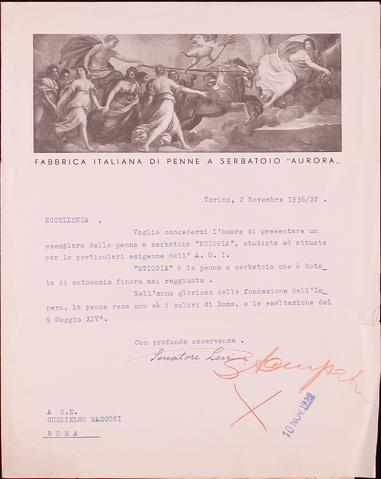 FABBRICA ITALIANA DI PENNE A SERBATOIO "AURORA"
Torino, 2 Novembre 1936/XV .
ECCELLENZA ,
Voglia concedermi l'onore di presentare un
esemplare della penna a serbatoio "ETIOPIA", studiata ed attuata
per le particolari esigenze dell' A. O. I.
"ETIOPIA" è la penna a serbatoio che è dota-
ta di autonomia finora mai raggiunta .
Nell'anno glorioso della fondazione dell'Im-
pero, la penna reca con sè i colori di Roma, e la esaltazione del
9 Maggio XIV° .
Con profonda osservanza .
Senatore Levi
X
10 NOV 1936
A S.E.
GUGLIELMO MARCONI
ROMA